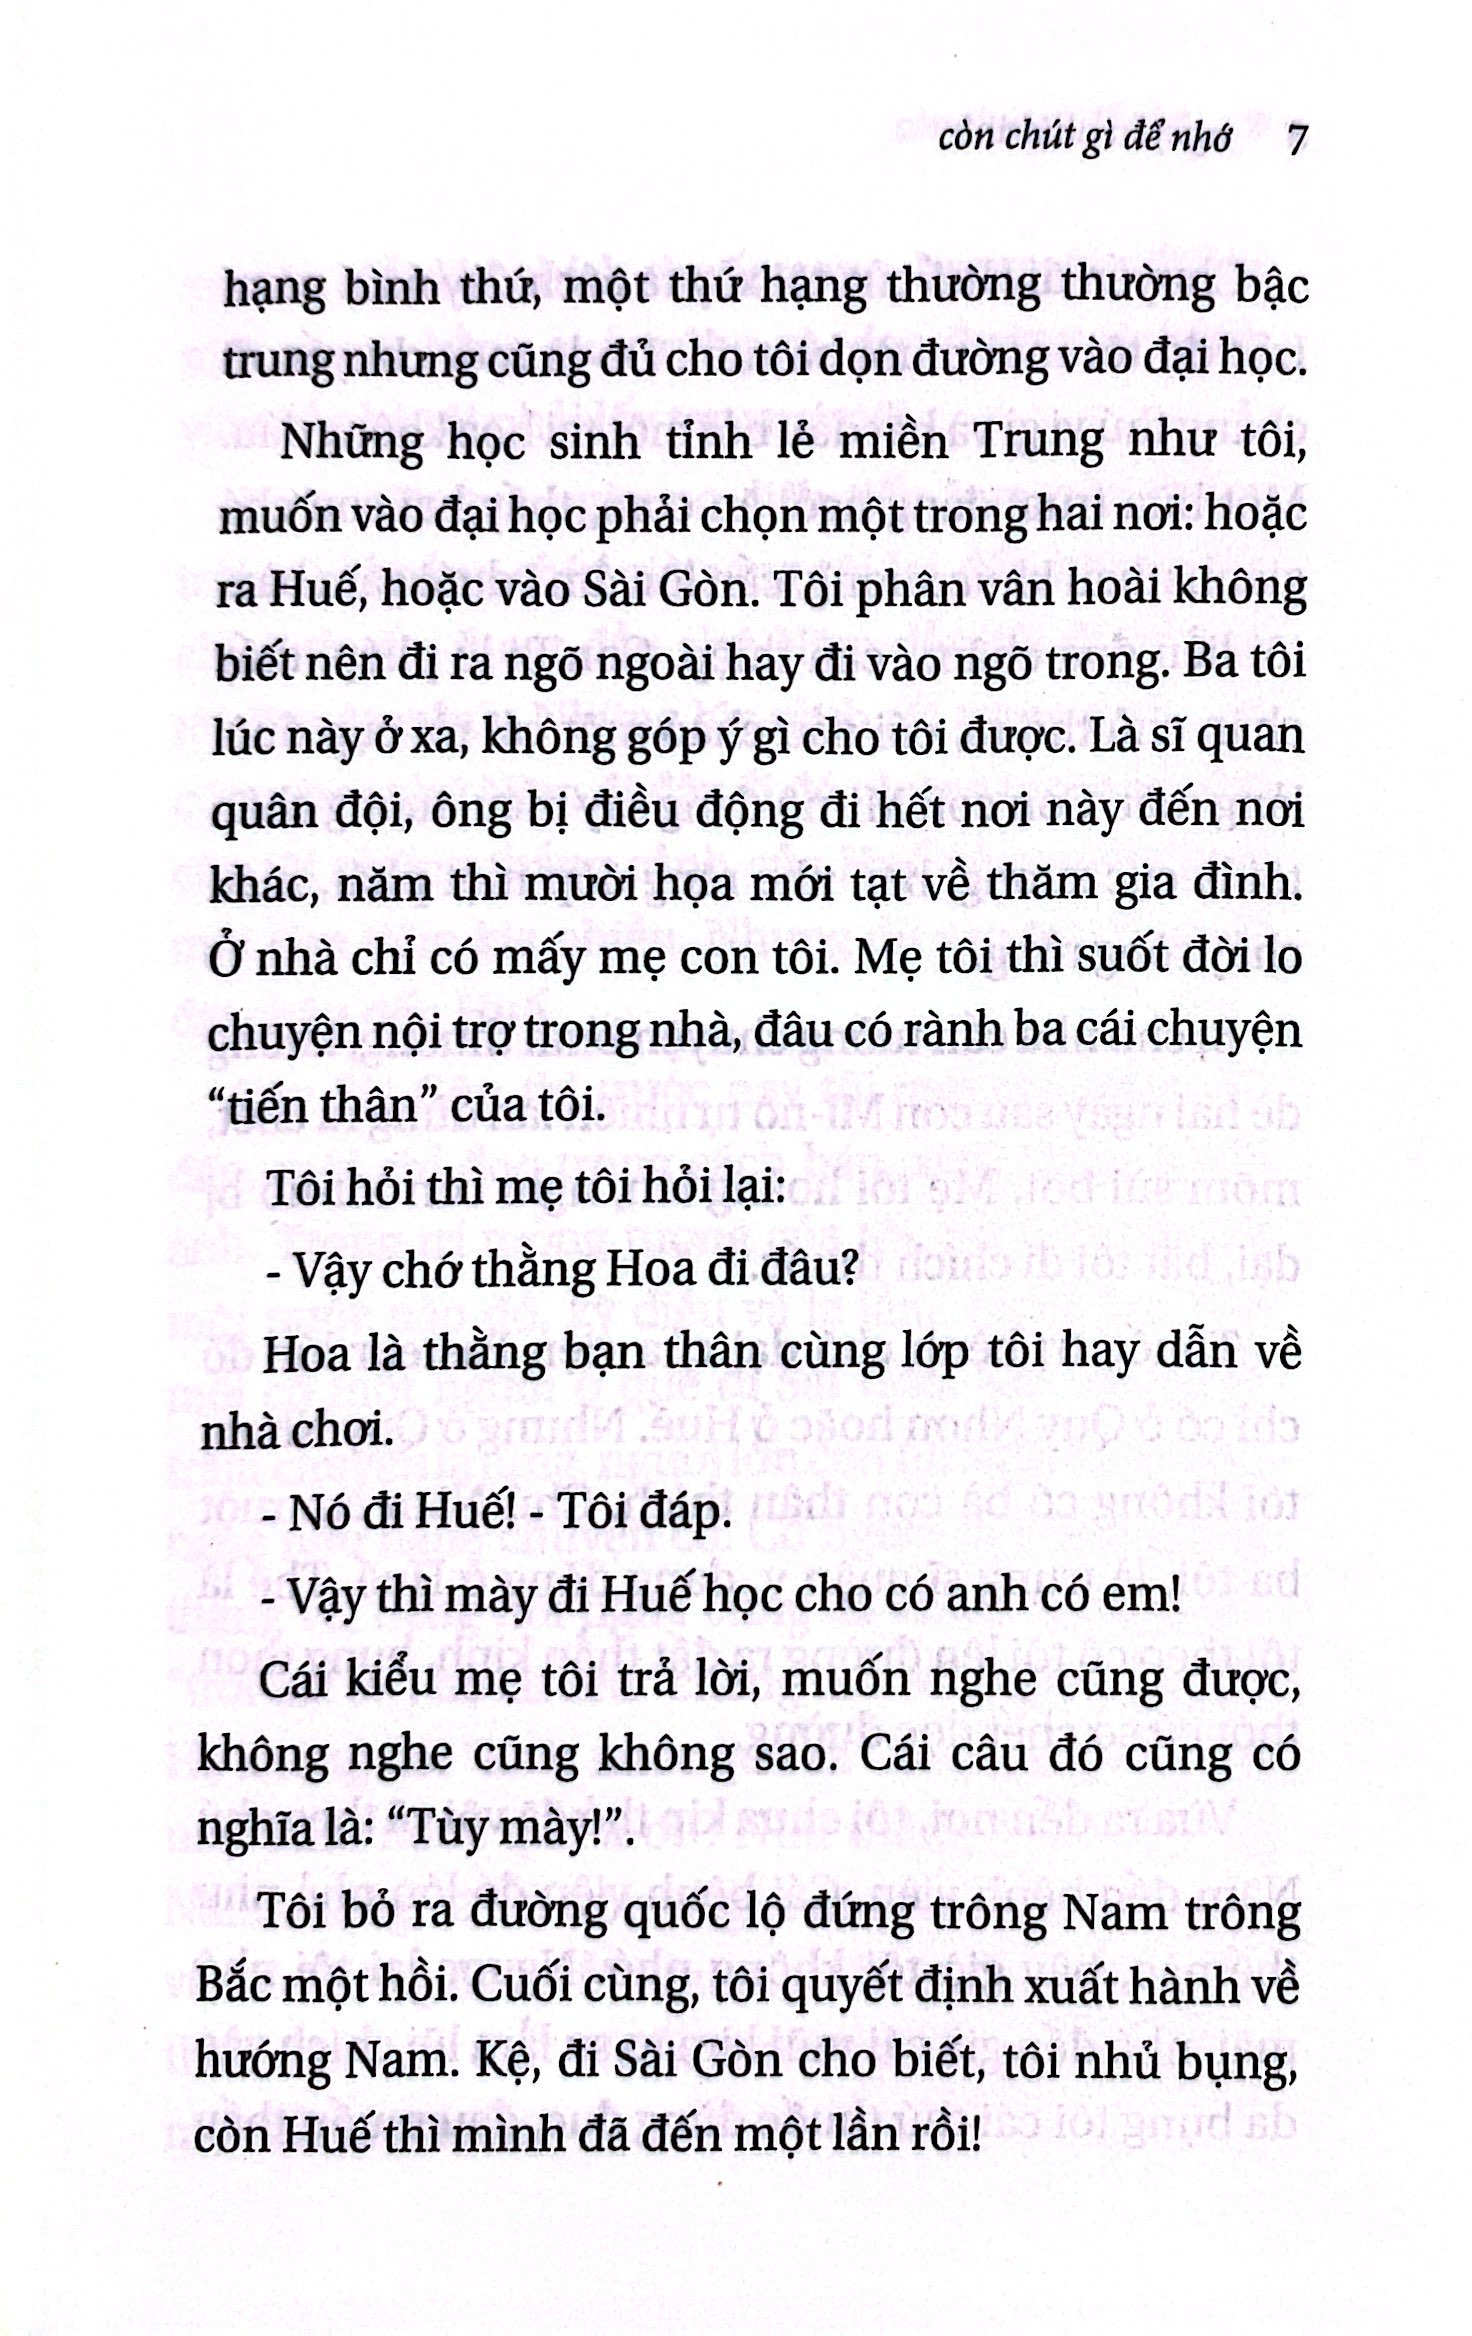 còn chút gì để nhớ 7
hạng bình thứ, một thứ hạng thường thường bậc
trung nhưng cũng đủ cho tôi dọn đường vào đại học.
Những học sinh tỉnh lẻ miền Trung như tôi,
muốn vào đại học phải chọn một trong hai nơi: hoặc
ra Huế, hoặc vào Sài Gòn. Tôi phân vân hoài không
biết nên đi ra ngõ ngoài hay đi vào ngõ trong. Ba tôi
lúc này ở xa, không góp ý gì cho tôi được. Là sĩ quan
quân đội, ông bị điều động đi hết nơi này đến nơi
khác, năm thì mười họa mới tạt về thăm gia đình.
Ở nhà chỉ có mấy mẹ con tôi. Mẹ tôi thì suốt đời lo
chuyện nội trợ trong nhà, đâu có rành ba cái chuyện
“tiến thân” của tôi.
Tôi hỏi thì mẹ tôi hỏi lại:
- Vậy chớ thằng Hoa đi đâu?
Hoa là thằng bạn thân cùng lớp tôi hay dẫn về
nhà chơi.
- Nó đi Huế! - Tôi đáp.
- Vậy thì mày đi Huế học cho có anh có em!
Cái kiểu mẹ tôi trả lời, muốn nghe cũng được,
không nghe cũng không sao. Cái câu đó cũng có
nghĩa là: “Tùy mày!”.
Tôi bỏ ra đường quốc lộ đứng trông Nam trông
Bắc một hồi. Cuối cùng, tôi quyết định xuất hành về
hướng Nam. Kệ, đi Sài Gòn cho biết, tôi nhủ bụng,
còn Huế thì mình đã đến một lần rồi!